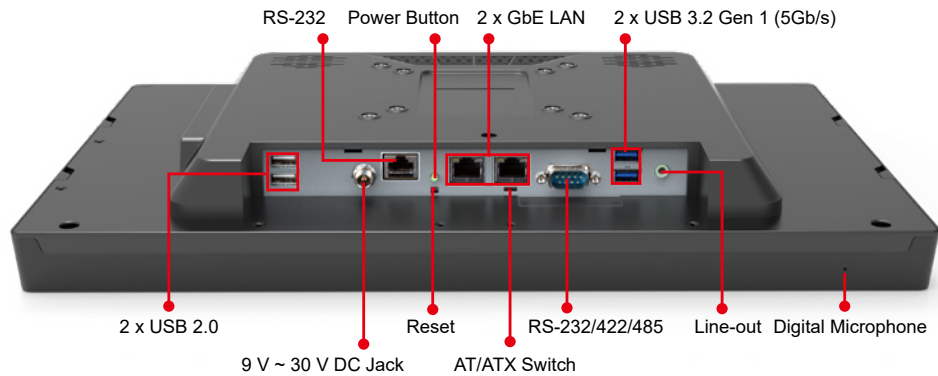 RS-232 Power Button 2 x GbE LAN 2 x USB 3.2 Gen 1 (5Gb/s)
2 x USB 2.0 Reset RS-232/422/485 Line-out Digital Microphone
9 V ~ 30 V DC Jack AT/ATX Switch